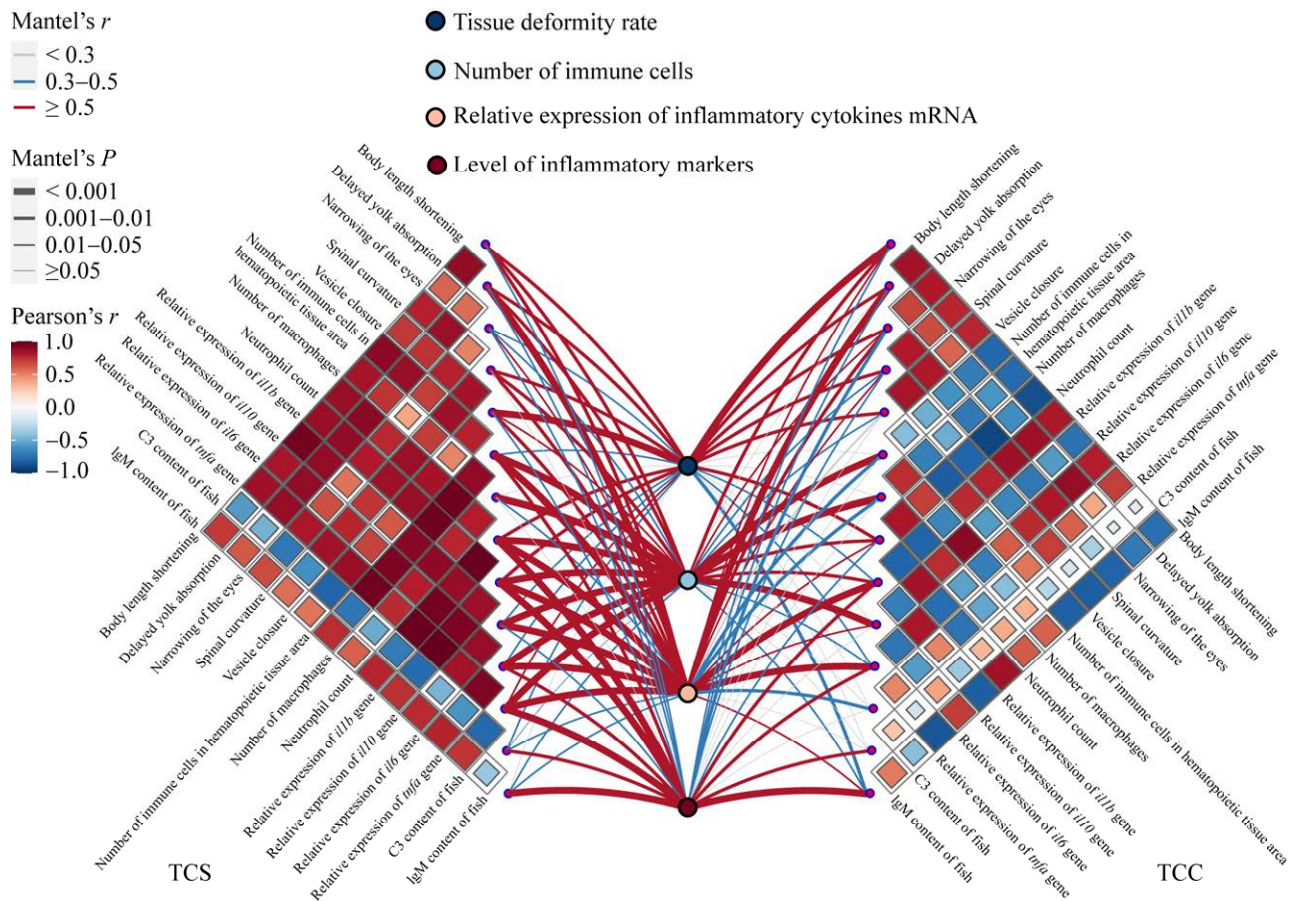 Mantel's r
< 0.3
0.3–0.5
≥ 0.5
Mantel's P
< 0.001
0.001–0.01
0.01–0.05
≥0.05
Pearson's r
1.0
0.5
0.0
−0.5
−1.0
Tissue deformity rate
Number of immune cells
Relative expression of inflammatory cytokines mRNA
Level of inflammatory markers
Body length shortening
Delayed yolk absorption
Narrowing of the eyes
Spinal curvature
Vesicle closure
Number of immune cells in
hematopoietic tissue area
Number of macrophages
Neutrophil count
Relative expression of il1b gene
Relative expression of il10 gene
Relative expression of il6 gene
Relative expression of tnfa gene
C3 content of fish
IgM content of fish
Body length shortening
Delayed yolk absorption
Narrowing of the eyes
Spinal curvature
Vesicle closure
Number of immune cells in hematopoietic tissue area
Number of macrophages
Neutrophil count
Relative expression of il1b gene
Relative expression of il10 gene
Relative expression of il6 gene
Relative expression of tnfa gene
C3 content of fish
IgM content of fish
TCS
Body length shortening
Delayed yolk absorption
Narrowing of the eyes
Spinal curvature
Vesicle closure
Number of immune cells in
hematopoietic tissue area
Number of macrophages
Neutrophil count
Relative expression of il1b gene
Relative expression of il10 gene
Relative expression of il6 gene
Relative expression of tnfa gene
C3 content of fish
IgM content of fish
Body length shortening
Delayed yolk absorption
Narrowing of the eyes
Spinal curvature
Vesicle closure
Number of immune cells in hematopoietic tissue area
Number of macrophages
Neutrophil count
Relative expression of il1b gene
Relative expression of il10 gene
Relative expression of il6 gene
Relative expression of tnfa gene
C3 content of fish
IgM content of fish
TCC